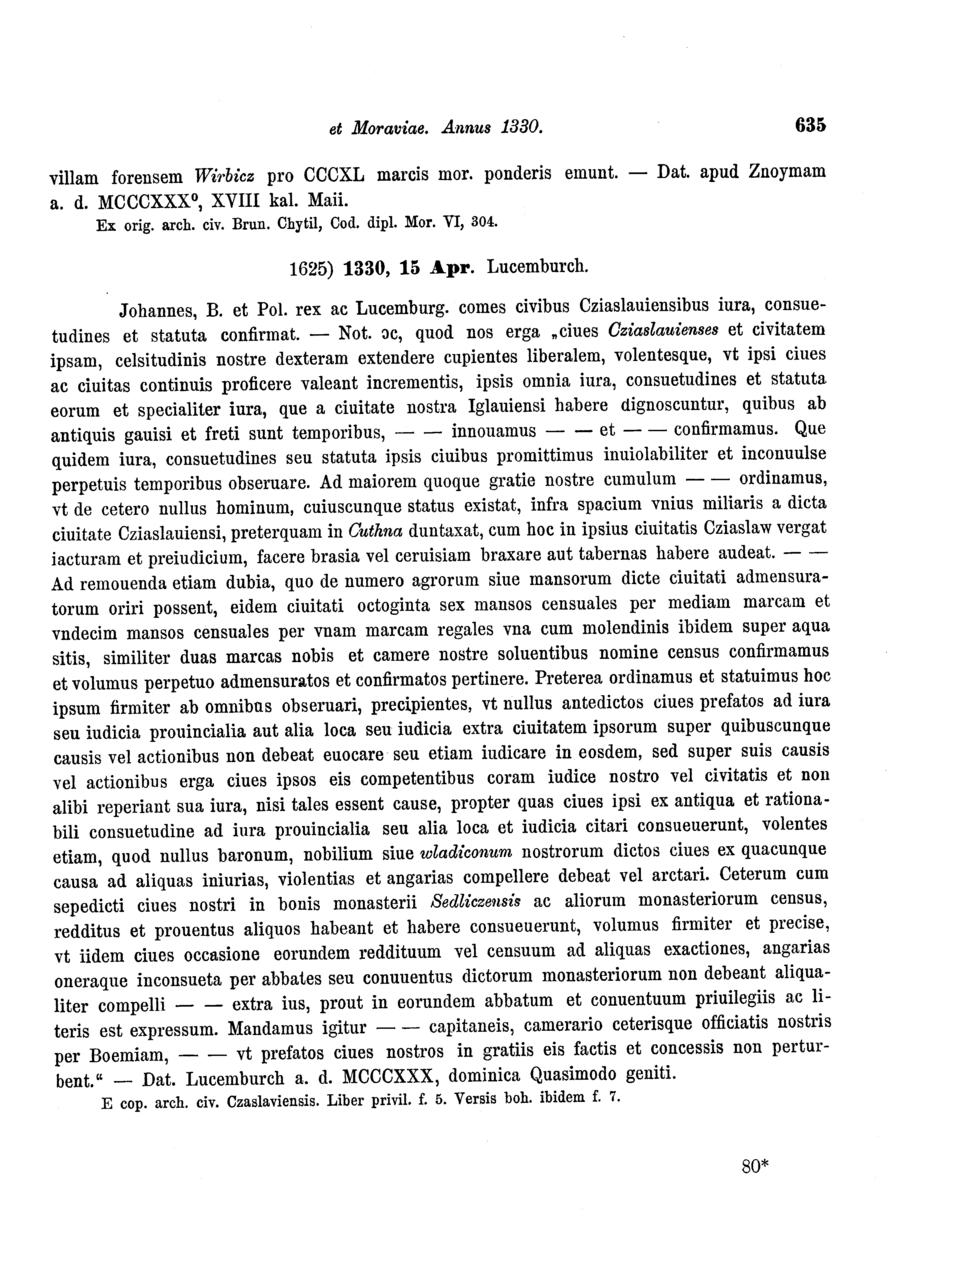 et Moraviae. Annus 1330. 635
villam forensem Wirbicz pro CCCXL marcis mor. ponderis emunt. — Dat. apud Znoymam
a. d. MCCCXXX⁰, XVIII kal. Maii.
Ex orig. arch. civ. Brun. Chytil, Cod. dipl. Mor. VI, 304.
1625) 1330, 15 Apr. Lucemburch.
Johannes, B. et Pol. rex ac Lucemburg. comes civibus Cziaslauiensibus iura, consue-
tudines et statuta confirmat. — Not. ɔc, quod nos erga „ciues Cziaslauienses et civitatem
ipsam, celsitudinis nostre dexteram extendere cupientes liberalem, volentesque, vt ipsi ciues
ac ciuitas continuis proficere valeant incrementis, ipsis omnia iura, consuetudines et statuta
eorum et specialiter iura, que a ciuitate nostra Iglauiensi habere dignoscuntur, quibus ab
antiquis gauisi et freti sunt temporibus, — — innouamus — — et — — confirmamus. Que
quidem iura, consuetudines seu statuta ipsis ciuibus promittimus inuiolabiliter et inconuulse
perpetuis temporibus obseruare. Ad maiorem quoque gratie nostre cumulum — — ordinamus,
vt de cetero nullus hominum, cuiuscunque status existat, infra spacium vnius miliaris a dicta
ciuitate Cziaslauiensi, preterquam in Cuthna duntaxat, cum hoc in ipsius ciuitatis Cziaslaw vergat
iacturam et preiudicium, facere brasia vel ceruisiam braxare aut tabernas habere audeat. — —
Ad remouenda etiam dubia, quo de numero agrorum siue mansorum dicte ciuitati admensura-
torum oriri possent, eidem ciuitati octoginta sex mansos censuales per mediam marcam et
vndecim mansos censuales per vnam marcam regales vna cum molendinis ibidem super aqua
sitis, similiter duas marcas nobis et camere nostre soluentibus nomine census confirmamus
et volumus perpetuo admensuratos et confirmatos pertinere. Preterea ordinamus et statuimus hoc
ipsum firmiter ab omnibus obseruari, precipientes, vt nullus antedictos ciues prefatos ad iura
seu iudicia prouincialia aut alia loca seu iudicia extra ciuitatem ipsorum super quibuscunque
causis vel actionibus non debeat euocare seu etiam iudicare in eosdem, sed super suis causis
vel actionibus erga ciues ipsos eis competentibus coram iudice nostro vel civitatis et non
alibi reperiant sua iura, nisi tales essent cause, propter quas ciues ipsi ex antiqua et rationa-
bili consuetudine ad iura prouincialia seu alia loca et iudicia citari consueuerunt, volentes
etiam, quod nullus baronum, nobilium siue wladiconum nostrorum dictos ciues ex quacunque
causa ad aliquas iniurias, violentias et angarias compellere debeat vel arctari. Ceterum cum
sepedicti ciues nostri in bonis monasterii Sedliczensis ac aliorum monasteriorum census,
redditus et prouentus aliquos habeant et habere consueuerunt, volumus firmiter et precise,
vt iidem ciues occasione eorundem reddituum vel censuum ad aliquas exactiones, angarias
oneraque inconsueta per abbates seu conuuentus dictorum monasteriorum non debeant aliqua-
liter compelli — — extra ius, prout in eorundem abbatum et conuentuum priuilegiis ac li-
teris est expressum. Mandamus igitur — — capitaneis, camerario ceterisque officiatis nostris
per Boemiam, — — vt prefatos ciues nostros in gratiis eis factis et concessis non pertur-
bent.“ — Dat. Lucemburch a. d. MCCCXXX, dominica Quasimodo geniti.
E cop. arch. civ. Czaslaviensis. Liber privil. f. 5. Versis boh. ibidem f. 7.
80*